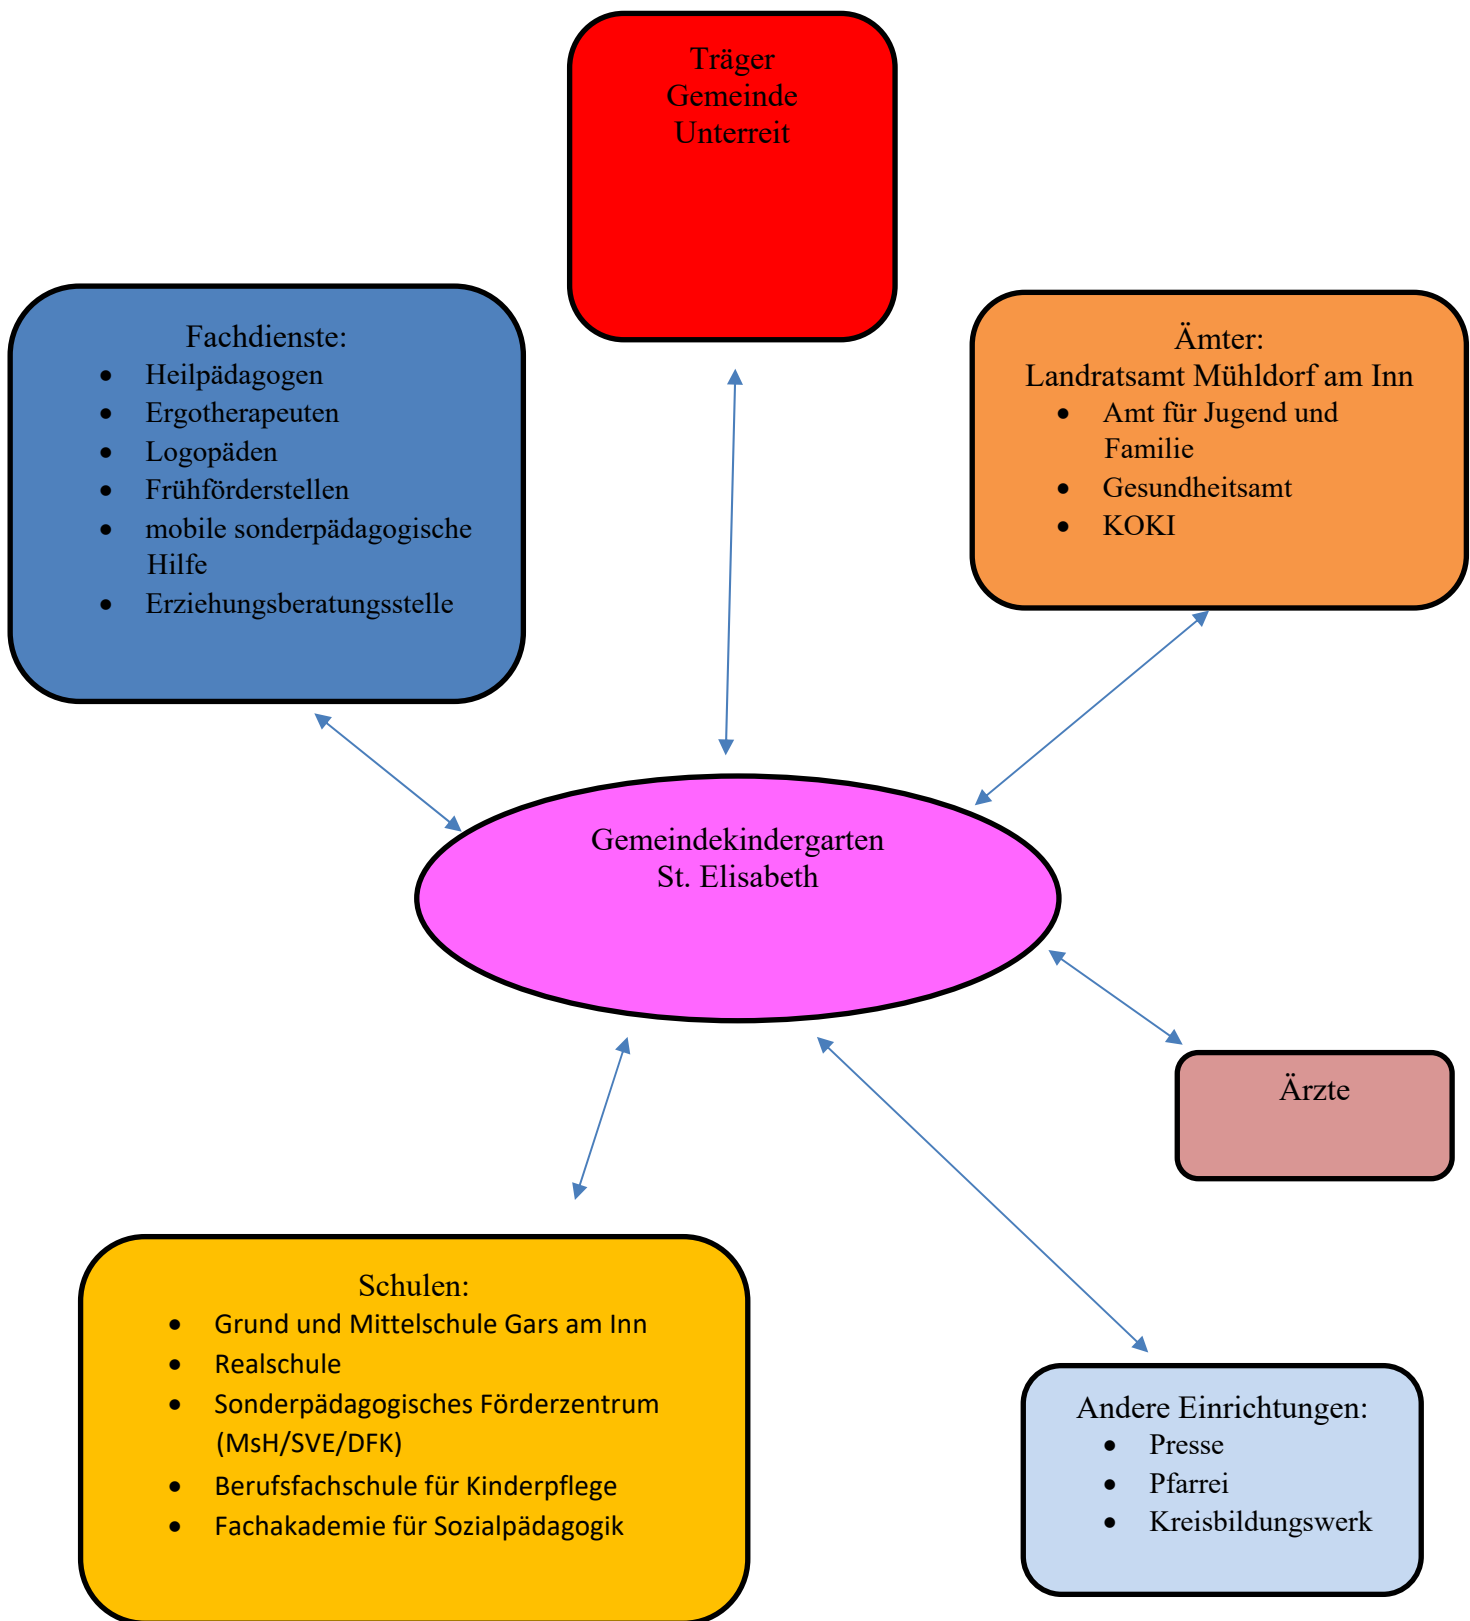 Träger
Gemeinde
Unterreit
Fachdienste:
• Heilpädagogen
• Ergotherapeuten
• Logopäden
• Frühförderstellen
• mobile sonderpädagogische
Hilfe
• Erziehungsberatungsstelle
Ämter:
Landratsamt Mühldorf am Inn
• Amt für Jugend und
Familie
• Gesundheitsamt
• KOKI
Gemeindekindergarten
St. Elisabeth
Ärzte
Schulen:
• Grund und Mittelschule Gars am Inn
• Realschule
• Sonderpädagogisches Förderzentrum
(MsH/SVE/DFK)
• Berufsfachschule für Kinderpflege
• Fachakademie für Sozialpädagogik
Andere Einrichtungen:
• Presse
• Pfarrei
• Kreisbildungswerk